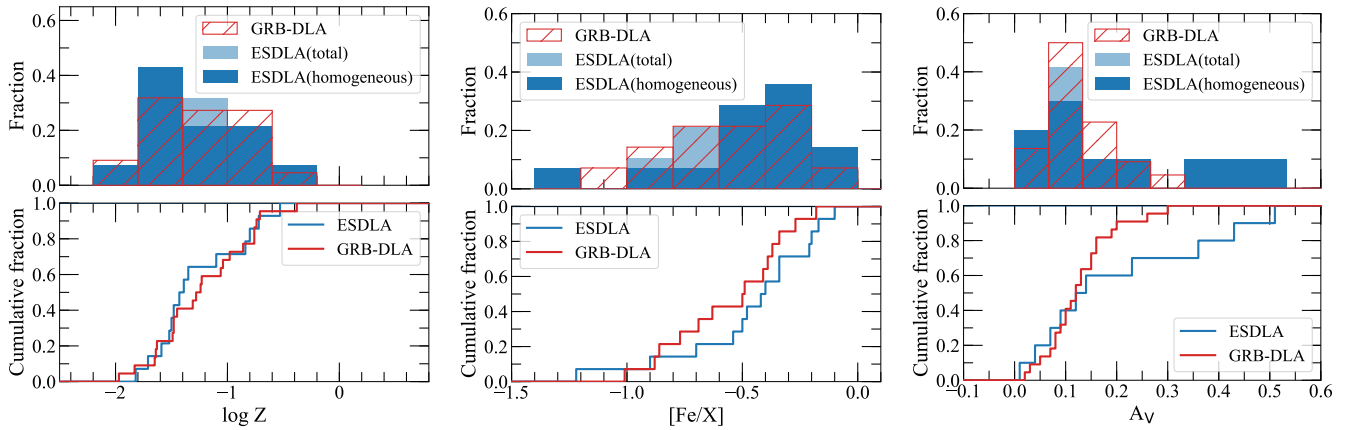 0.6
0.4
0.2
0.0
Fraction
GRB-DLA
ESDLA(total)
ESDLA(homogeneous)
1.0
0.8
0.6
0.4
0.2
0.0
Cumulative fraction
ESDLA
GRB-DLA
−2
−1
0
log Z
0.6
0.4
0.2
0.0
Fraction
GRB-DLA
ESDLA(total)
ESDLA(homogeneous)
1.0
0.8
0.6
0.4
0.2
0.0
Cumulative fraction
ESDLA
GRB-DLA
−1.5
−1.0
−0.5
0.0
[Fe/X]
0.6
0.4
0.2
0.0
Fraction
GRB-DLA
ESDLA(total)
ESDLA(homogeneous)
1.0
0.8
0.6
0.4
0.2
0.0
Cumulative fraction
ESDLA
GRB-DLA
−0.1
0.0
0.1
0.2
0.3
0.4
0.5
0.6
AV